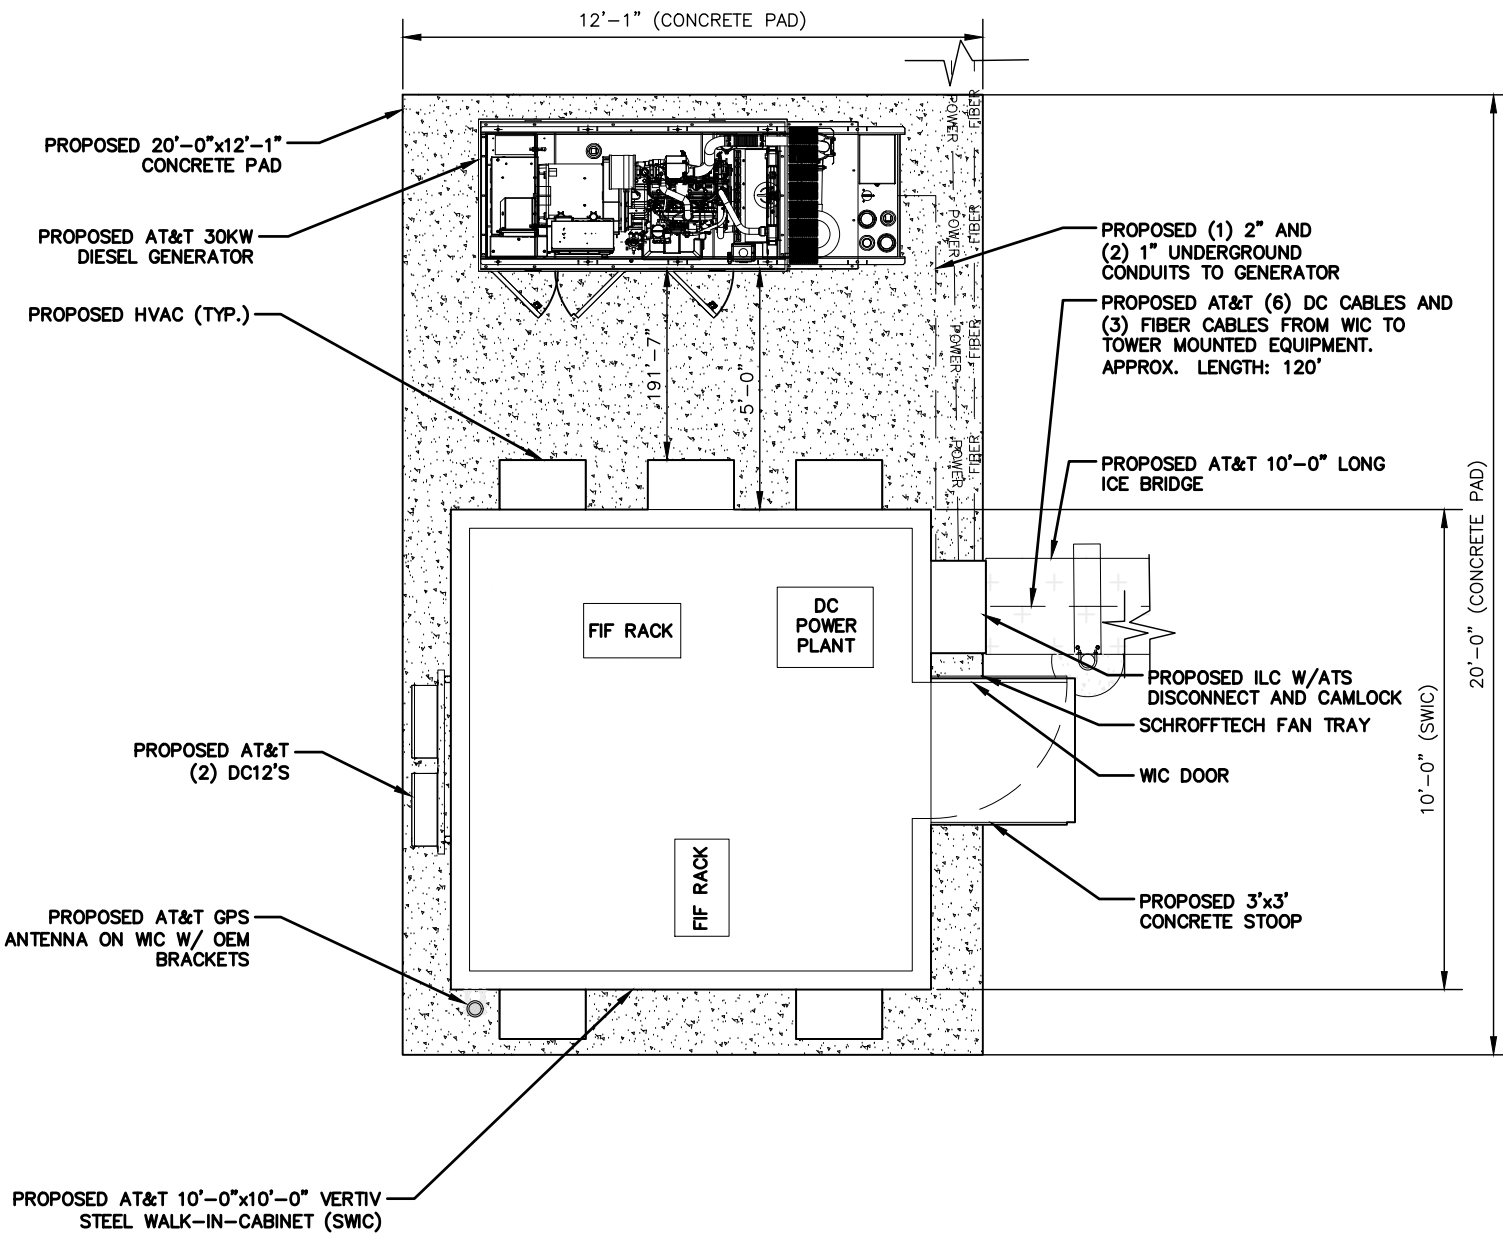 12'-1" (CONCRETE PAD)
PROPOSED 20'-0"x12'-1"
CONCRETE PAD
PROPOSED AT&T 30KW
DIESEL GENERATOR
PROPOSED HVAC (TYP.)
POWER
FIBER
POWER
FIBER
POWER
FIBER
POWER
FIBER
191'-7"
5'-0"
PROPOSED (1) 2" AND
(2) 1" UNDERGROUND
CONDUITS TO GENERATOR
PROPOSED AT&T (6) DC CABLES AND
(3) FIBER CABLES FROM WIC TO
TOWER MOUNTED EQUIPMENT.
APPROX. LENGTH: 120'
PROPOSED AT&T 10'-0" LONG
ICE BRIDGE
20'-0" (CONCRETE PAD)
10'-0" (SWIC)
FIF RACK
DC
POWER
PLANT
PROPOSED ILC W/ATS
DISCONNECT AND CAMLOCK
SCHROFFTECH FAN TRAY
WIC DOOR
PROPOSED AT&T
(2) DC12'S
FIF RACK
PROPOSED 3'x3'
CONCRETE STOOP
PROPOSED AT&T GPS
ANTENNA ON WIC W/ OEM
BRACKETS
PROPOSED AT&T 10'-0"x10'-0" VERTIV
STEEL WALK-IN-CABINET (SWIC)